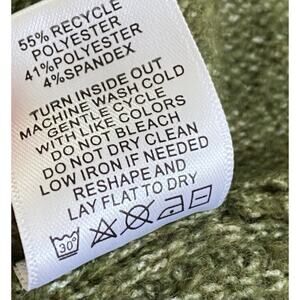 55% RECYCLE
POLYESTER
41%POLYESTER
4%SPANDEX
TURN INSIDE OUT
MACHINE WASH COLD
GENTLE CYCLE
WITH LIKE COLORS
DO NOT BLEACH
DO NOT DRY CLEAN
LOW IRON IF NEEDED
RESHAPE AND
LAY FLAT TO DRY
30°